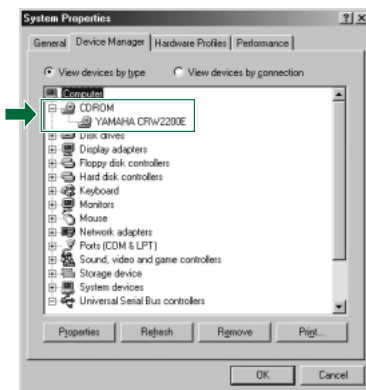 System Properties
General Device Manager Hardware Profiles Performance
View devices by type View devices by connection
Computer
CDROM
YAMAHA CRW2200E
Disk drives
Display adapters
Floppy disk controllers
Hard disk controllers
Keyboard
Monitors
Mouse
Network adapters
Ports (COM & LPT)
Sound, video and game controllers
Storage device
System devices
Universal Serial Bus controllers
Properties Refresh Remove Print...
OK Cancel